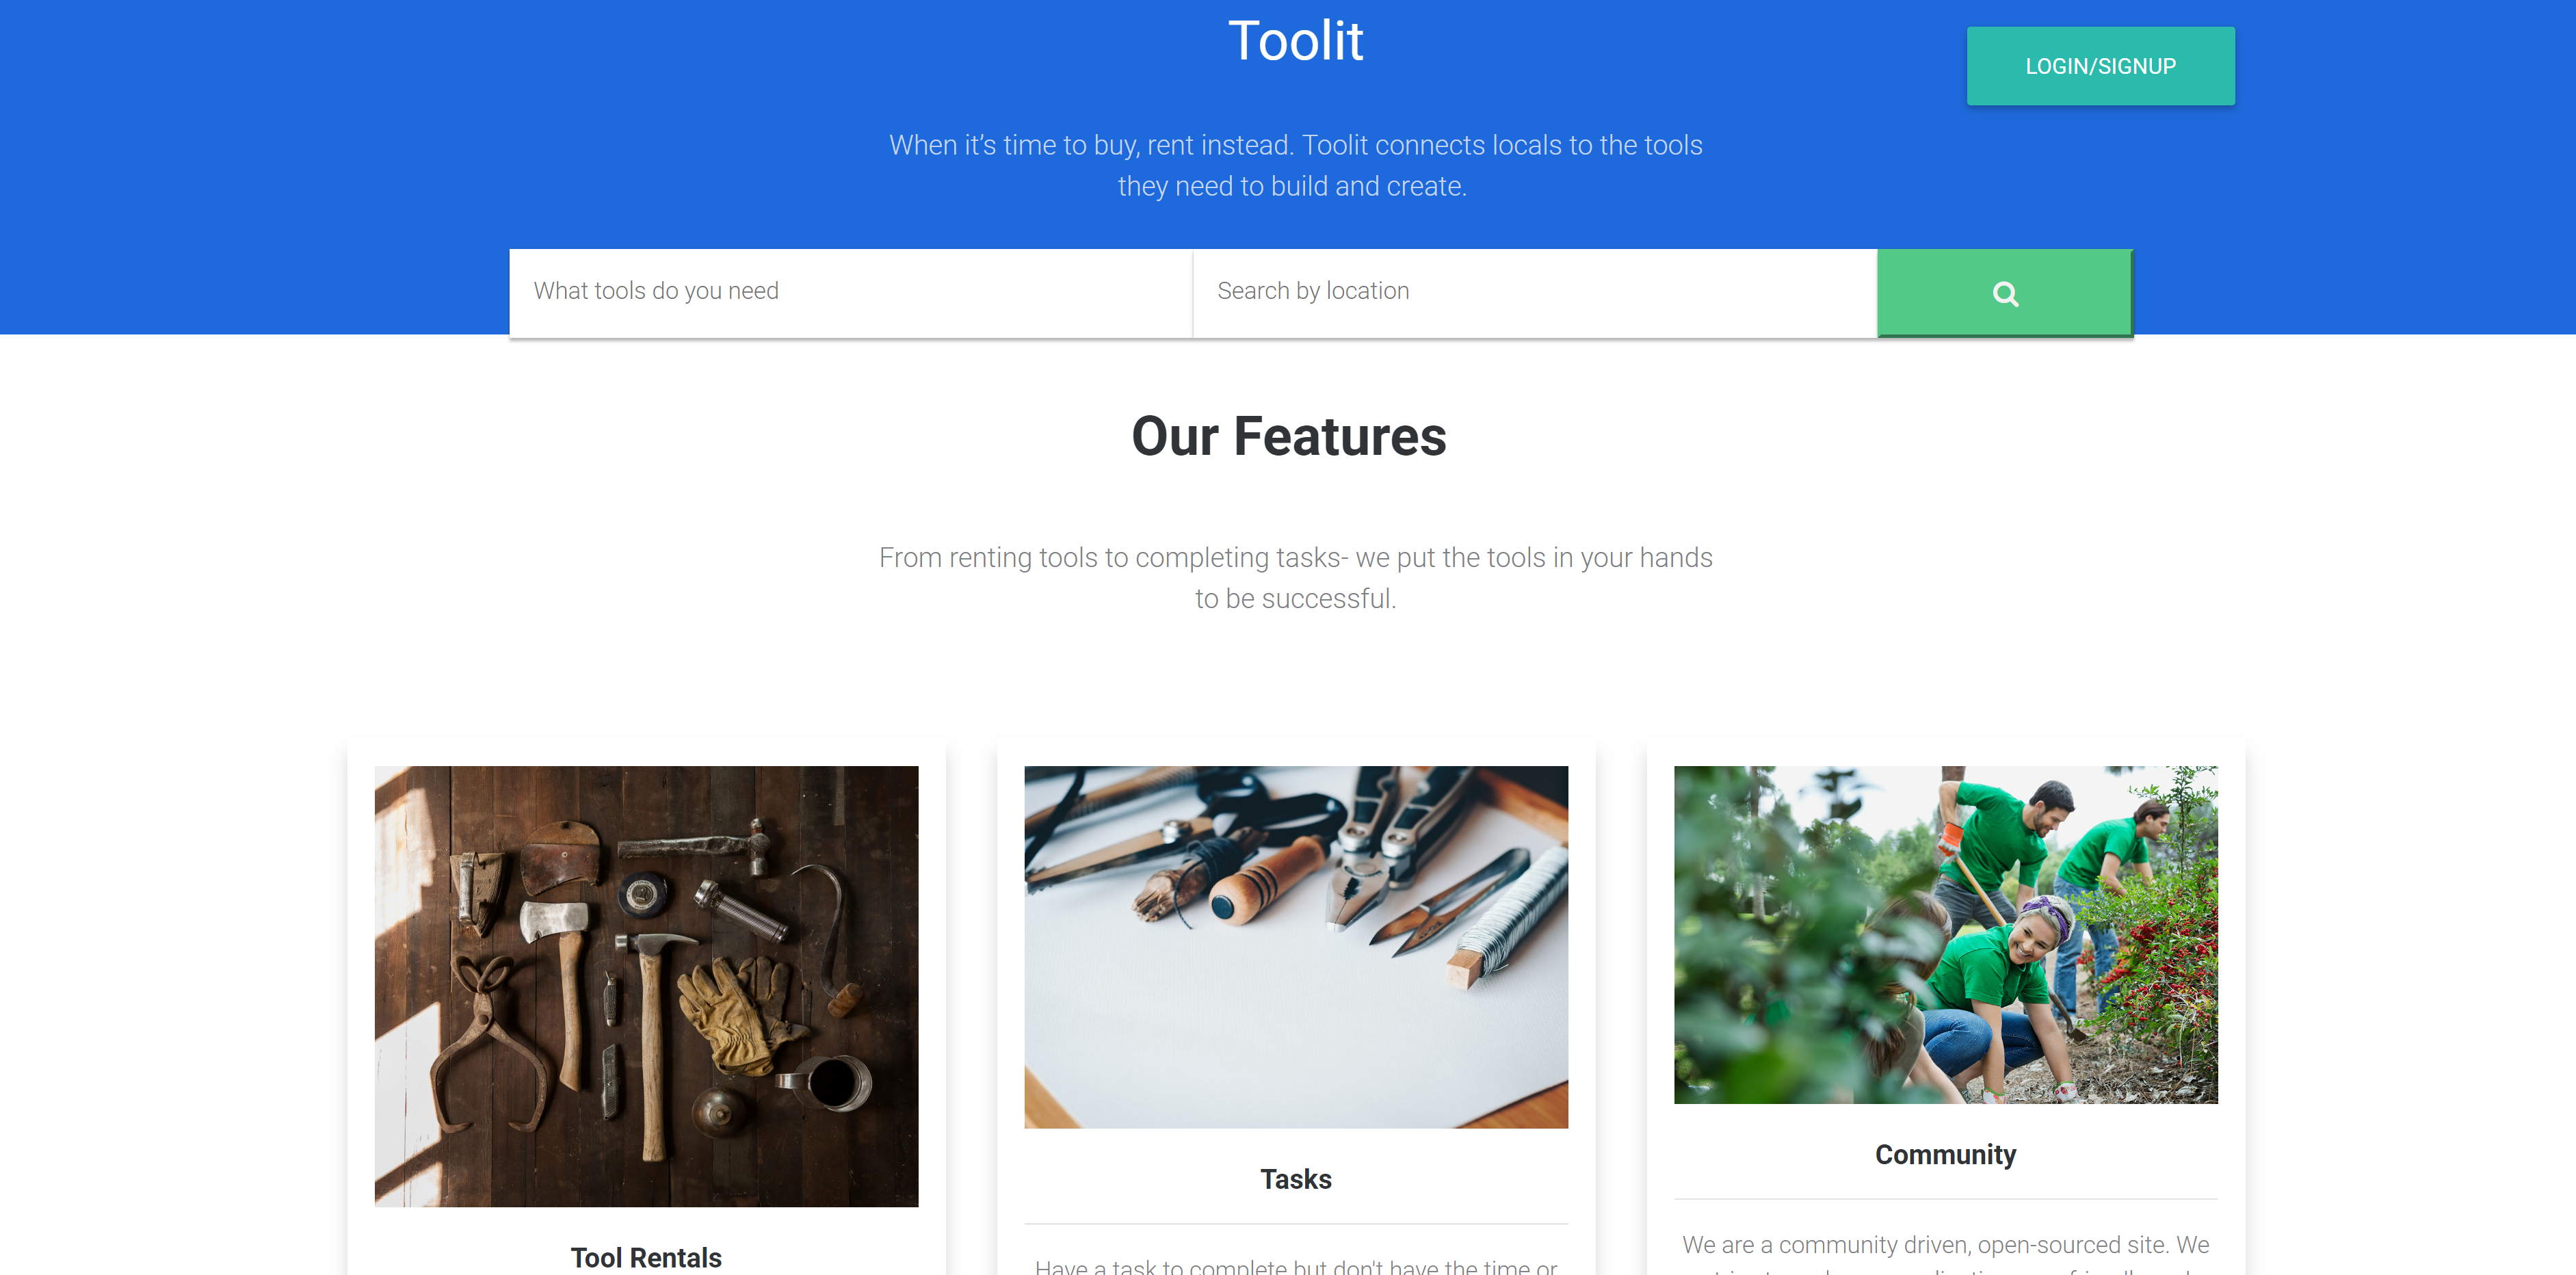 Toolit
LOGIN/SIGNUP
When it’s time to buy, rent instead. Toolit connects locals to the tools
they need to build and create.
What tools do you need
Search by location
Our Features
From renting tools to completing tasks- we put the tools in your hands
to be successful.
Tool Rentals
Tasks
Have a task to complete but don't have the time or
Community
We are a community driven, open-sourced site. We